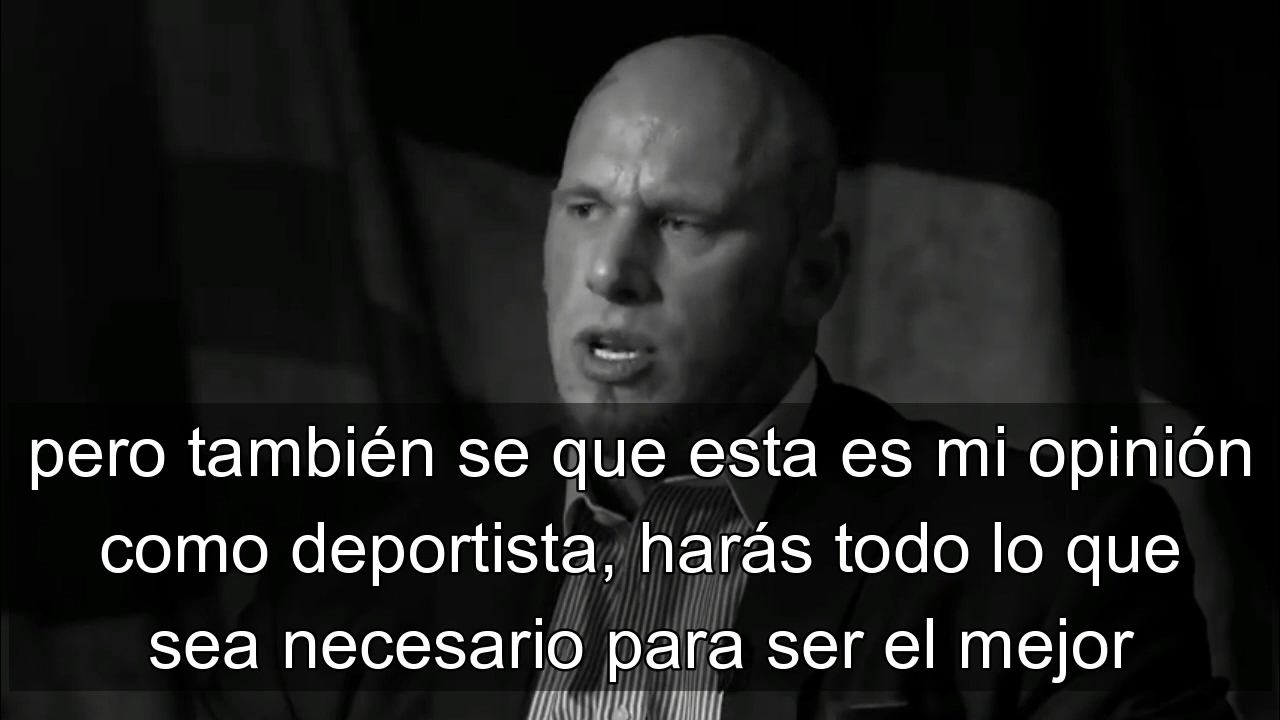 pero también se que esta es mi opinión
como deportista, harás todo lo que
sea necesario para ser el mejor